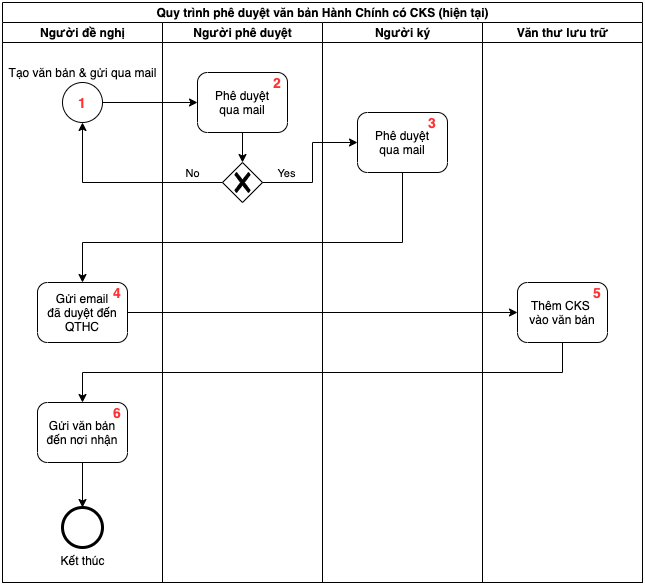 Quy trình phê duyệt văn bản Hành Chính có CKS (hiện tại)
Người đề nghị
Người phê duyệt
Người ký
Văn thư lưu trữ
Tạo văn bản & gửi qua mail
1
2
Phê duyệt
qua mail
3
Phê duyệt
qua mail
No
Yes
4
Gửi email
đã duyệt đến
QTHC
5
Thêm CKS
vào văn bản
6
Gửi văn bản
đến nơi nhận
Kết thúc